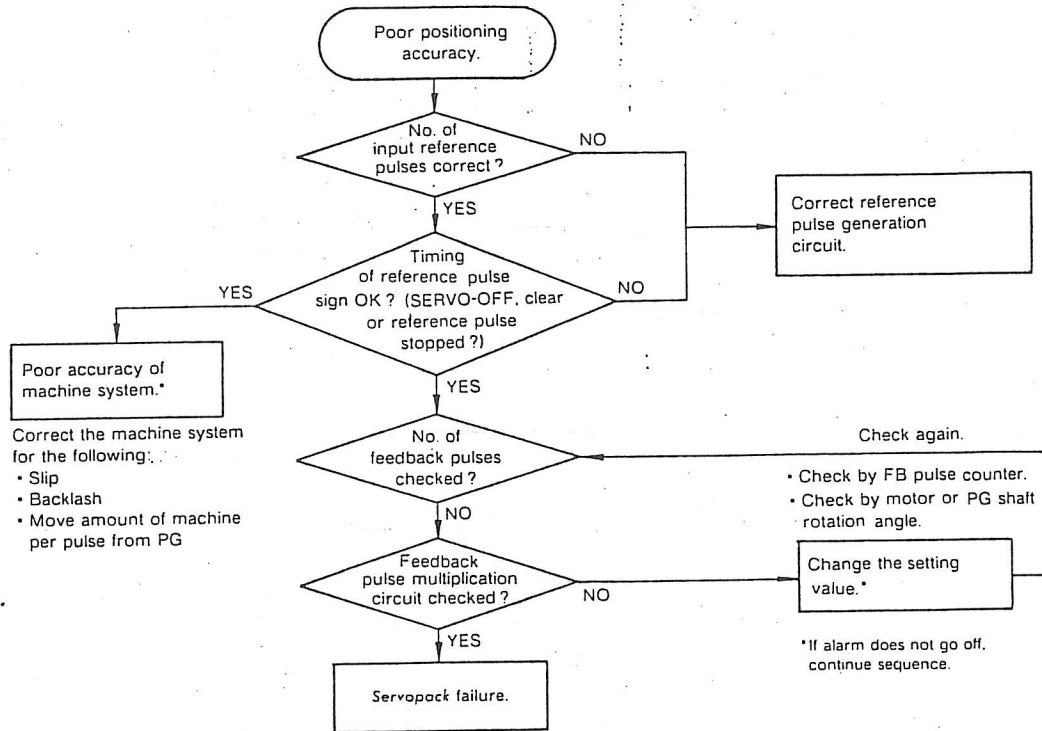 Poor positioning
accuracy.
No. of
input reference
pulses correct?
NO
YES
Correct reference
pulse generation
circuit.
Timing
of reference pulse
sign OK? (SERVO-OFF, clear
or reference pulse
stopped?)
YES
NO
Poor accuracy of
machine system.*
Correct the machine system
for the following:
• Slip
• Backlash
• Move amount of machine
per pulse from PG
YES
No. of
feedback pulses
checked?
Check again.
• Check by FB pulse counter.
• Check by motor or PG shaft
rotation angle.
NO
Feedback
pulse multiplication
circuit checked?
NO
Change the setting
value.*
YES
*If alarm does not go off,
continue sequence.
Servopack failure.